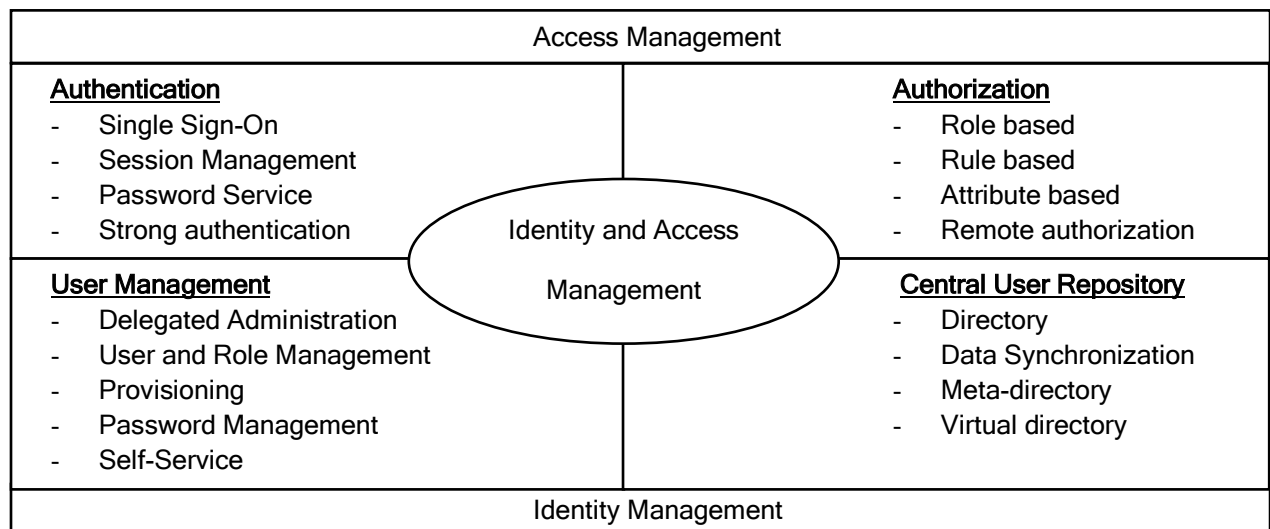 Access Management
Authentication
- Single Sign-On
- Session Management
- Password Service
- Strong authentication
Authorization
- Role based
- Rule based
- Attribute based
- Remote authorization
Identity and Access
Management
User Management
- Delegated Administration
- User and Role Management
- Provisioning
- Password Management
- Self-Service
Central User Repository
- Directory
- Data Synchronization
- Meta-directory
- Virtual directory
Identity Management